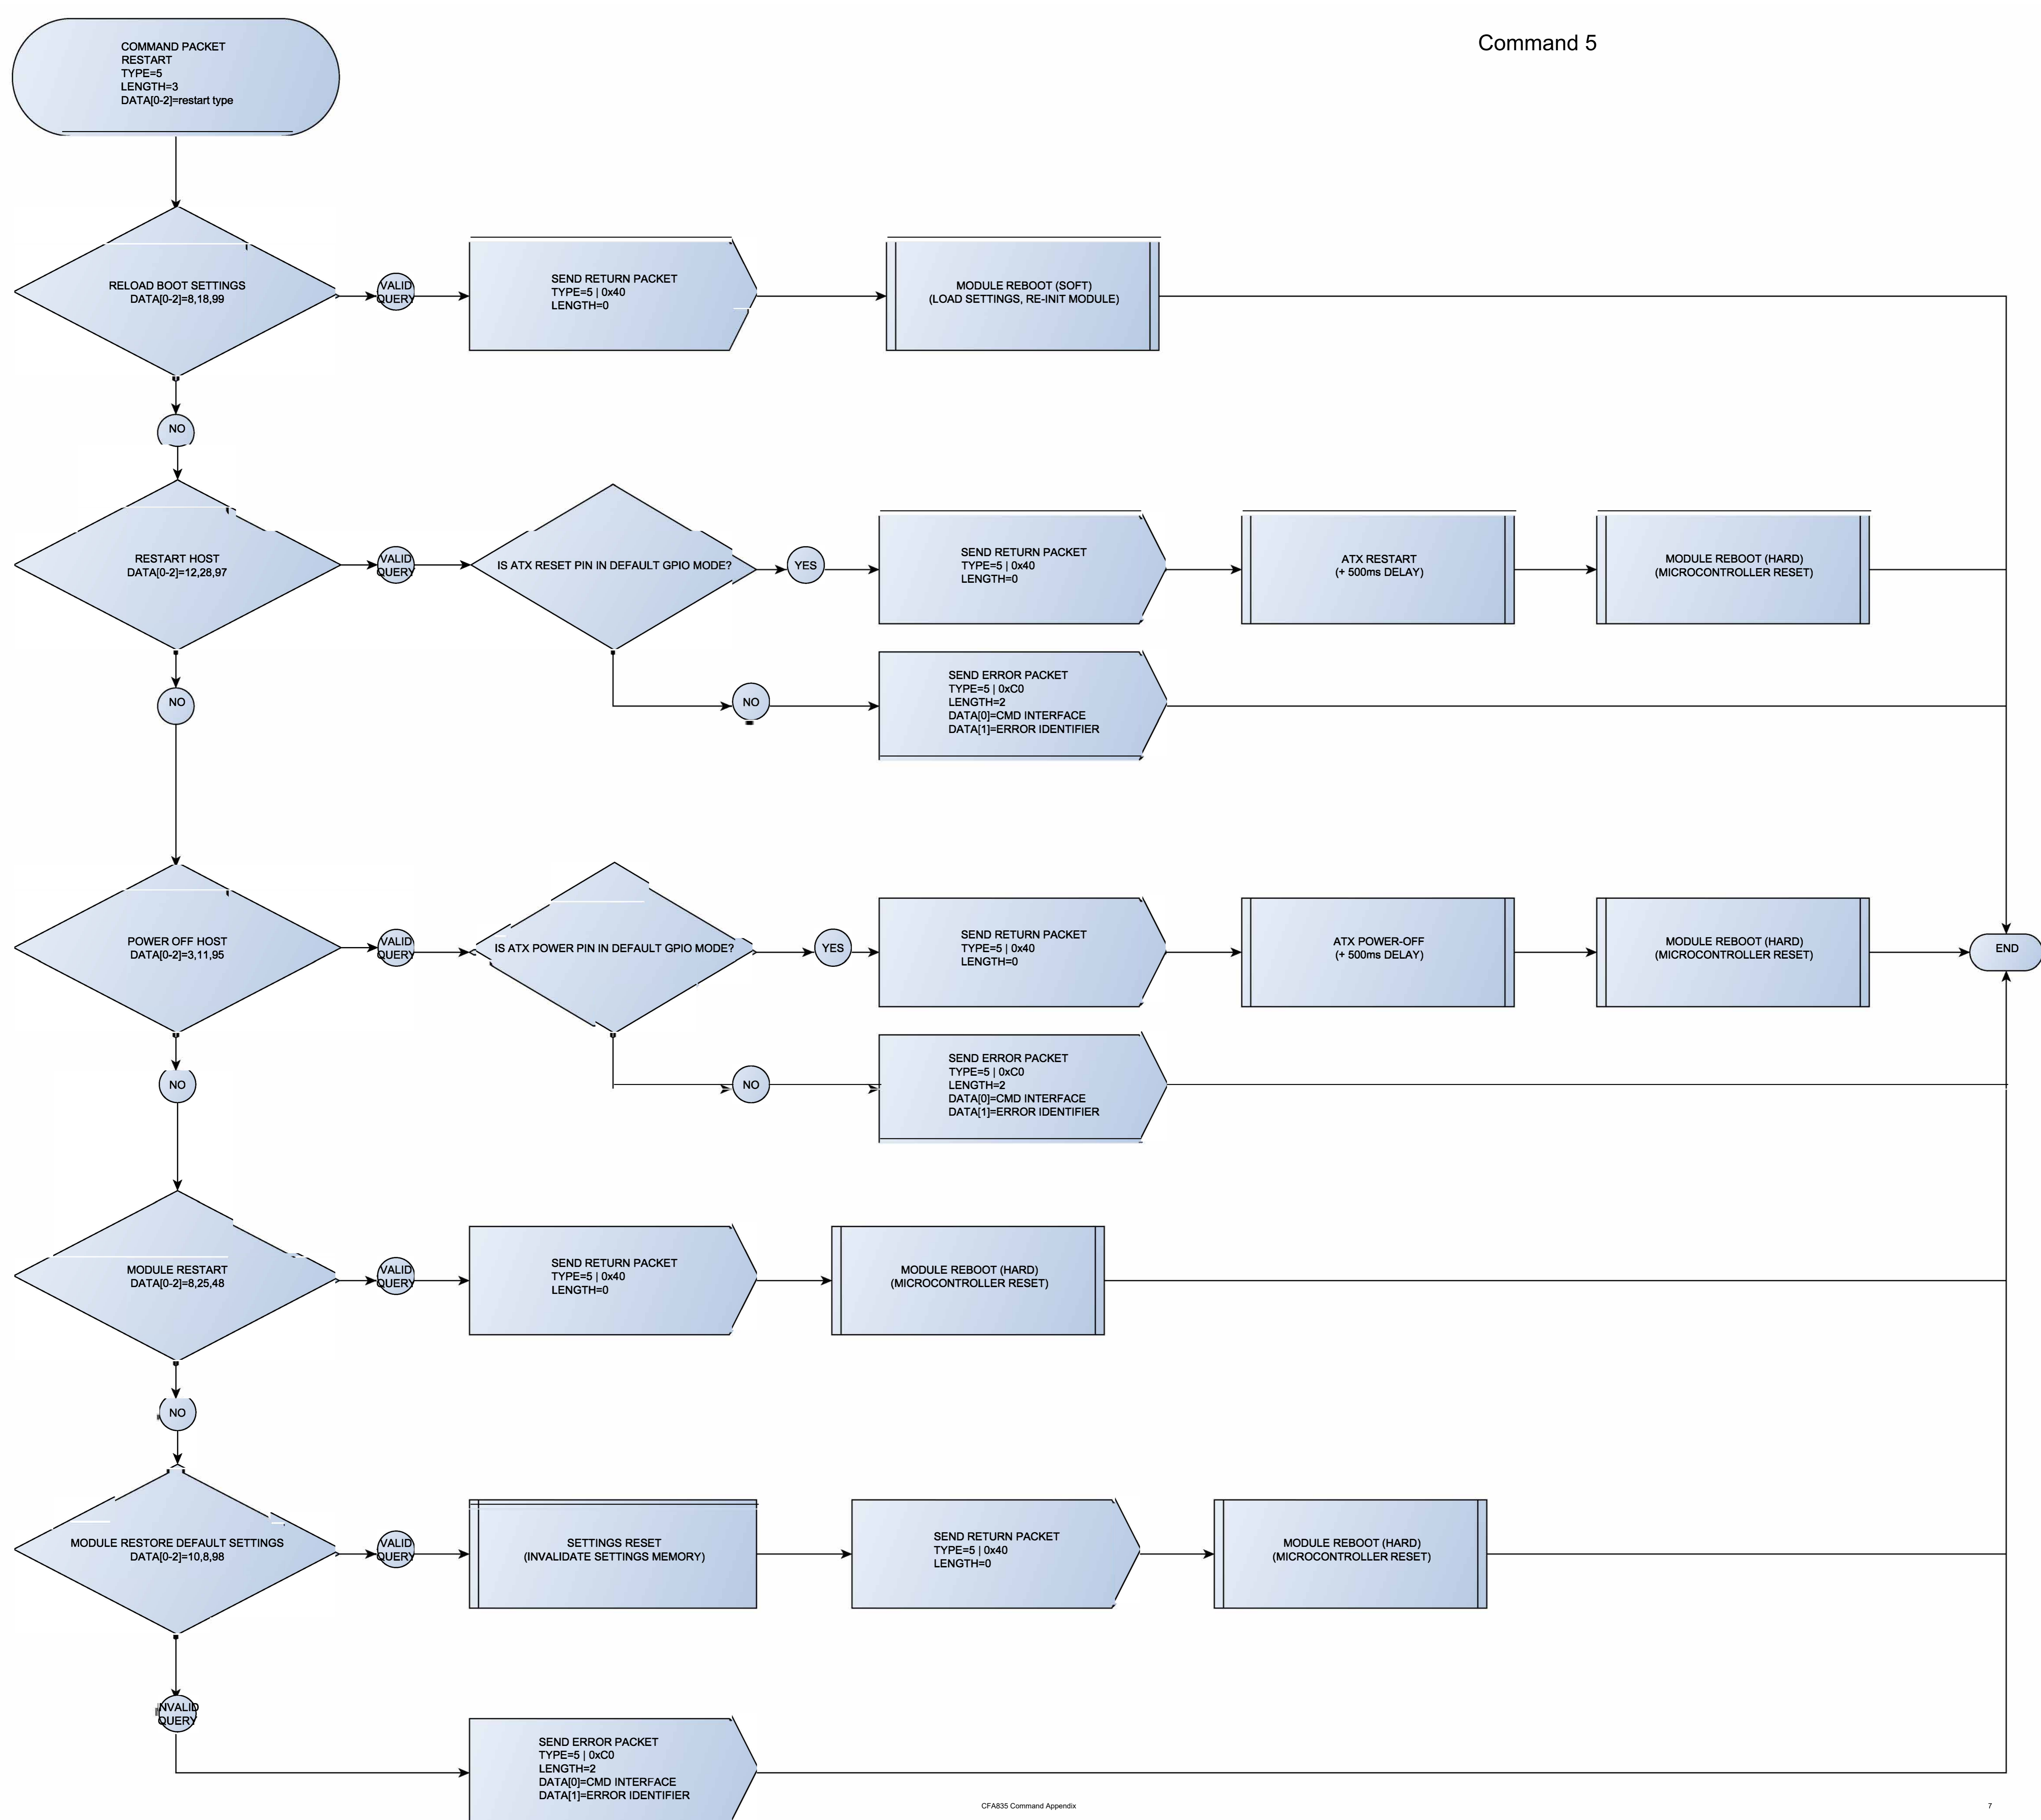 Command 5
COMMAND PACKET
RESTART
TYPE=5
LENGTH=3
DATA[0-2]=restart type
RELOAD BOOT SETTINGS
DATA[0-2]=8,18,99
VALID
QUERY
SEND RETURN PACKET
TYPE=5 | 0x40
LENGTH=0
MODULE REBOOT (SOFT)
(LOAD SETTINGS, RE-INIT MODULE)
NO
RESTART HOST
DATA[0-2]=12,28,97
VALID
QUERY
IS ATX RESET PIN IN DEFAULT GPIO MODE?
YES
SEND RETURN PACKET
TYPE=5 | 0x40
LENGTH=0
ATX RESTART
(+ 500ms DELAY)
MODULE REBOOT (HARD)
(MICROCONTROLLER RESET)
NO
NO
SEND ERROR PACKET
TYPE=5 | 0xC0
LENGTH=2
DATA[0]=CMD INTERFACE
DATA[1]=ERROR IDENTIFIER
POWER OFF HOST
DATA[0-2]=3,11,95
VALID
QUERY
IS ATX POWER PIN IN DEFAULT GPIO MODE?
YES
SEND RETURN PACKET
TYPE=5 | 0x40
LENGTH=0
ATX POWER-OFF
(+ 500ms DELAY)
MODULE REBOOT (HARD)
(MICROCONTROLLER RESET)
END
NO
NO
SEND ERROR PACKET
TYPE=5 | 0xC0
LENGTH=2
DATA[0]=CMD INTERFACE
DATA[1]=ERROR IDENTIFIER
MODULE RESTART
DATA[0-2]=8,25,48
VALID
QUERY
SEND RETURN PACKET
TYPE=5 | 0x40
LENGTH=0
MODULE REBOOT (HARD)
(MICROCONTROLLER RESET)
NO
MODULE RESTORE DEFAULT SETTINGS
DATA[0-2]=10,8,98
VALID
QUERY
SETTINGS RESET
(INVALIDATE SETTINGS MEMORY)
SEND RETURN PACKET
TYPE=5 | 0x40
LENGTH=0
MODULE REBOOT (HARD)
(MICROCONTROLLER RESET)
INVALID
QUERY
SEND ERROR PACKET
TYPE=5 | 0xC0
LENGTH=2
DATA[0]=CMD INTERFACE
DATA[1]=ERROR IDENTIFIER
CFA835 Command Appendix
7